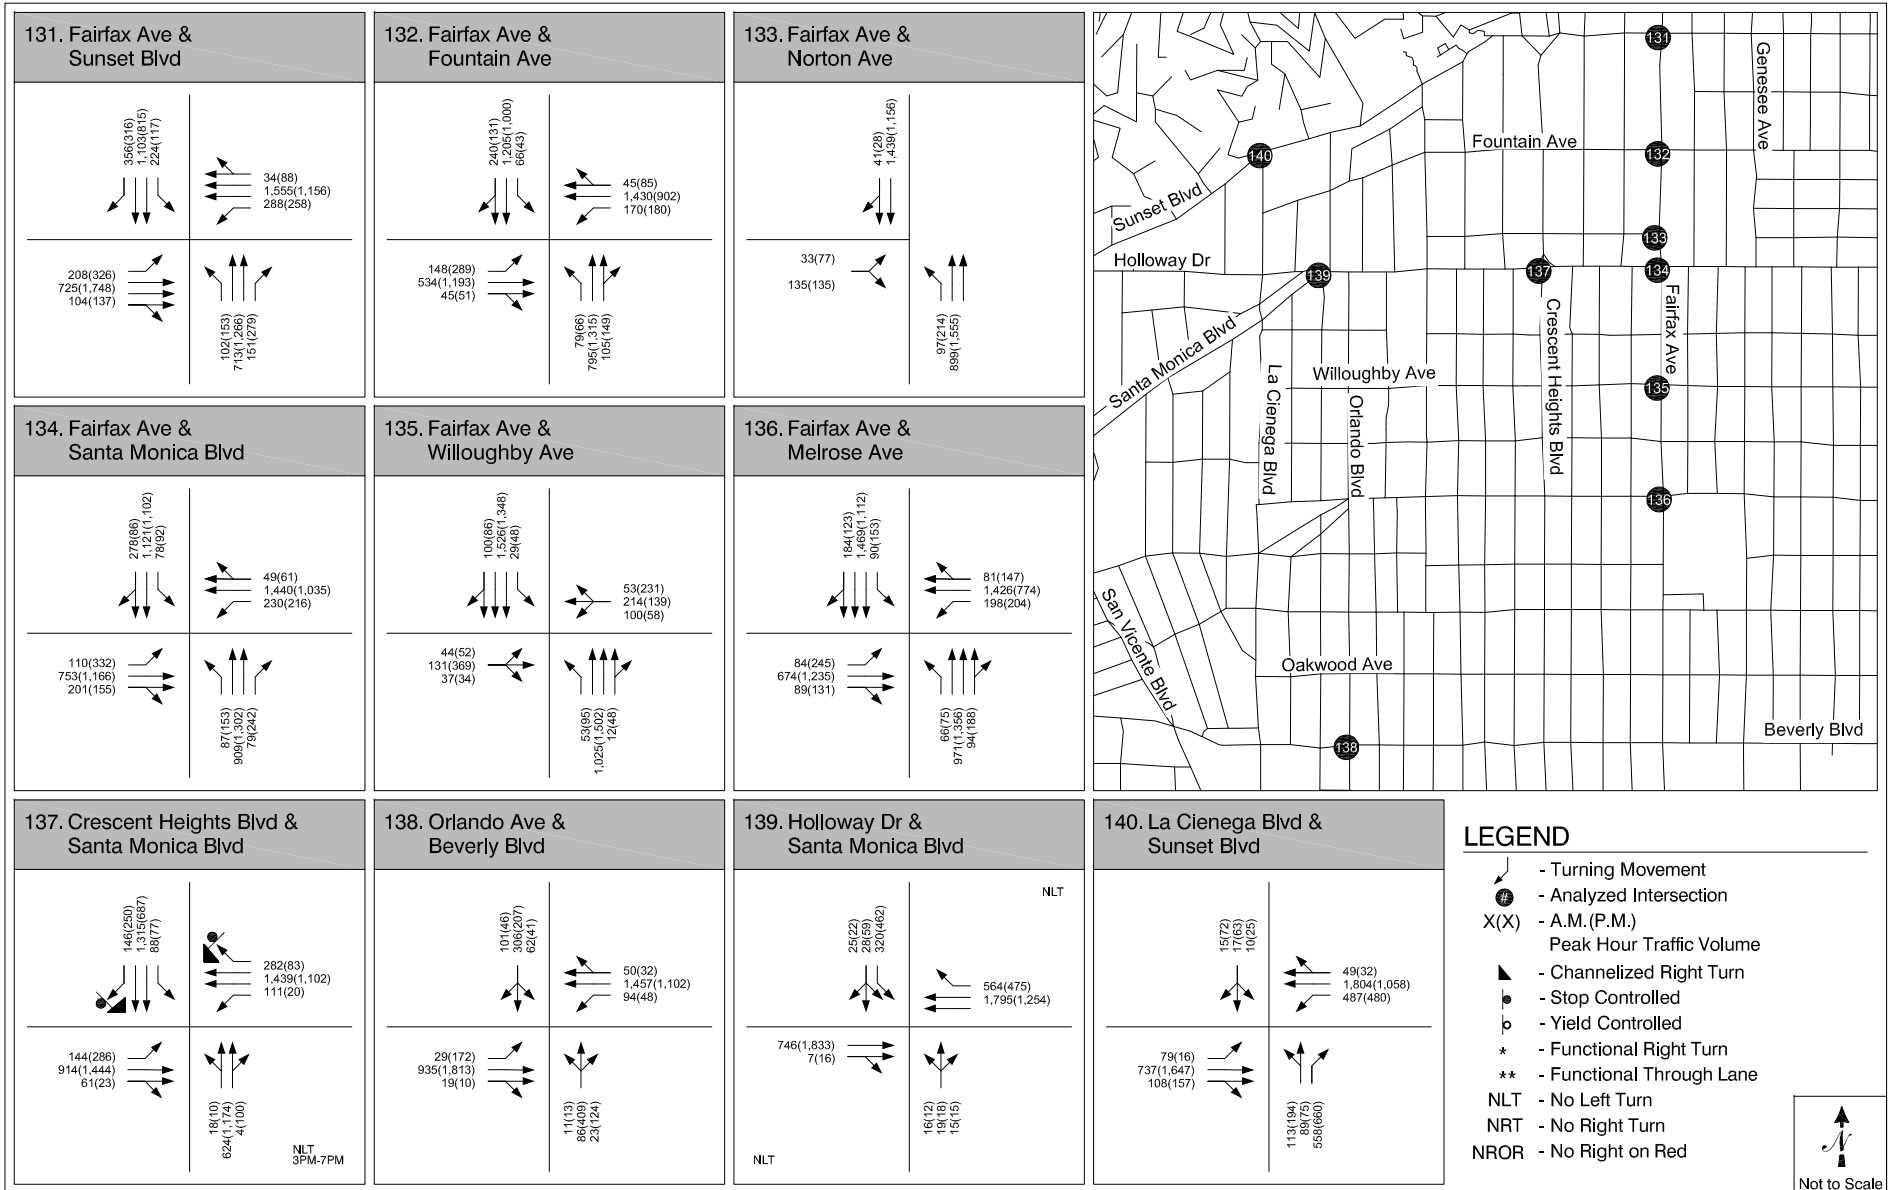 131. Fairfax Ave &
Sunset Blvd
356(316)
1,103(815)
224(117)
34(88)
1,555(1,156)
288(258)
208(326)
725(1,748)
104(137)
102(153)
713(1,266)
151(279)
132. Fairfax Ave &
Fountain Ave
240(131)
1,205(1,000)
66(43)
45(85)
1,430(902)
170(180)
148(289)
534(1,193)
45(51)
79(66)
795(1,315)
105(149)
133. Fairfax Ave &
Norton Ave
41(28)
1,439(1,156)
33(77)
135(135)
97(214)
899(1,555)
134. Fairfax Ave &
Santa Monica Blvd
278(86)
1,121(1,102)
78(92)
49(61)
1,440(1,035)
230(216)
110(332)
753(1,166)
201(155)
87(153)
909(1,302)
79(242)
135. Fairfax Ave &
Willoughby Ave
100(86)
1,526(1,348)
29(48)
53(231)
214(139)
100(58)
44(52)
131(369)
37(34)
53(95)
1,025(1,502)
12(48)
136. Fairfax Ave &
Melrose Ave
184(123)
1,469(1,112)
90(153)
81(147)
1,426(774)
198(204)
84(245)
674(1,235)
89(131)
66(75)
971(1,356)
94(188)
137. Crescent Heights Blvd &
Santa Monica Blvd
146(250)
1,315(687)
88(77)
282(83)
1,439(1,102)
111(20)
144(286)
914(1,444)
61(23)
18(10)
624(1,174)
4(100)
NLT
3PM-7PM
138. Orlando Ave &
Beverly Blvd
101(46)
306(207)
62(41)
50(32)
1,457(1,102)
94(48)
29(172)
935(1,813)
19(10)
11(13)
86(409)
23(124)
139. Holloway Dr &
Santa Monica Blvd
NLT
25(22)
28(59)
320(462)
564(475)
1,795(1,254)
746(1,833)
7(16)
16(12)
19(18)
15(15)
NLT
140. La Cienega Blvd &
Sunset Blvd
15(72)
17(63)
10(25)
49(32)
1,804(1,058)
487(480)
79(16)
737(1,647)
108(157)
113(194)
89(75)
558(660)
131
Genesee Ave
Fountain Ave
132
140
Sunset Blvd
133
Holloway Dr
139
137
134
Santa Monica Blvd
Fairfax Ave
Crescent Heights Blvd
La Cienega Blvd
Willoughby Ave
Orlando Blvd
135
136
San Vicente Blvd
Oakwood Ave
Beverly Blvd
138
LEGEND
- Turning Movement
# - Analyzed Intersection
X(X) - A.M.(P.M.)
Peak Hour Traffic Volume
- Channelized Right Turn
- Stop Controlled
- Yield Controlled
* - Functional Right Turn
** - Functional Through Lane
NLT - No Left Turn
NRT - No Right Turn
NROR - No Right on Red
N
Not to Scale